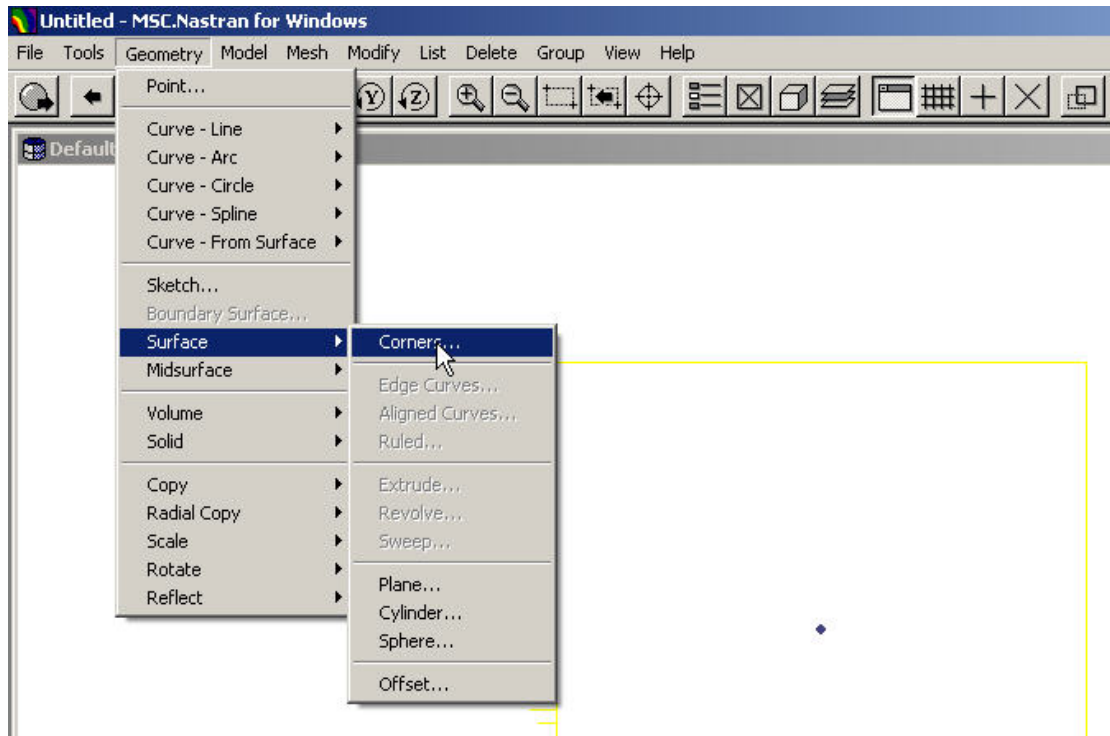 Untitled - MSC.Nastran for Windows
File Tools Geometry Model Mesh Modify List Delete Group View Help
Y Z
Default
Point...
Curve - Line
Curve - Arc
Curve - Circle
Curve - Spline
Curve - From Surface
Sketch...
Boundary Surface...
Surface
Midsurface
Volume
Solid
Copy
Radial Copy
Scale
Rotate
Reflect
Corners...
Edge Curves...
Aligned Curves...
Ruled...
Extrude...
Revolve...
Sweep...
Plane...
Cylinder...
Sphere...
Offset...